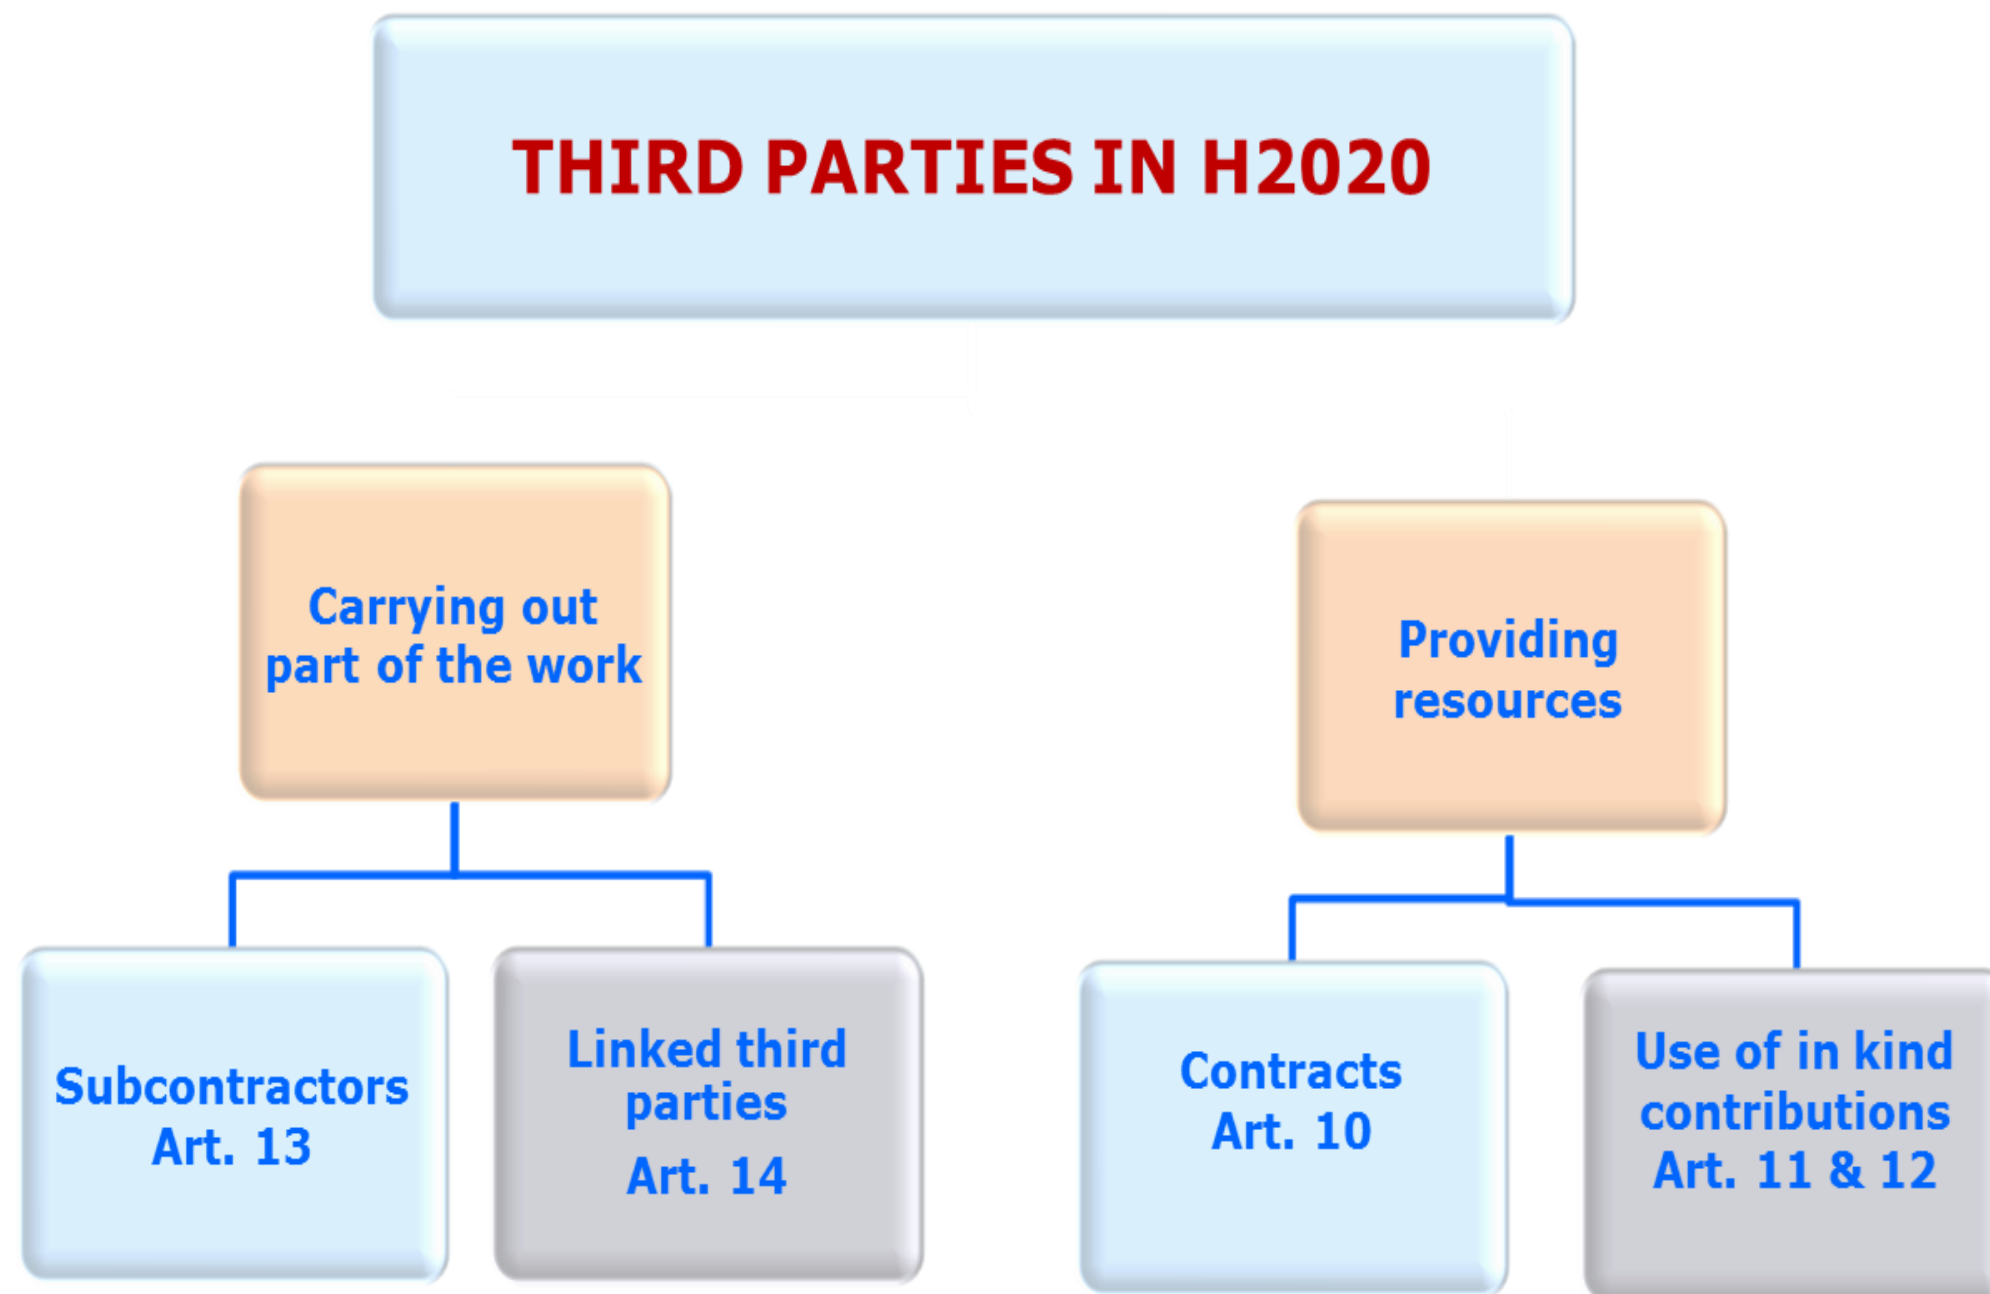 THIRD PARTIES IN H2020
Carrying out
part of the work
Providing
resources
Subcontractors
Art. 13
Linked third
parties
Art. 14
Contracts
Art. 10
Use of in kind
contributions
Art. 11 & 12